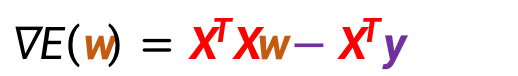 ∇E(w) = XᵀXw − Xᵀy